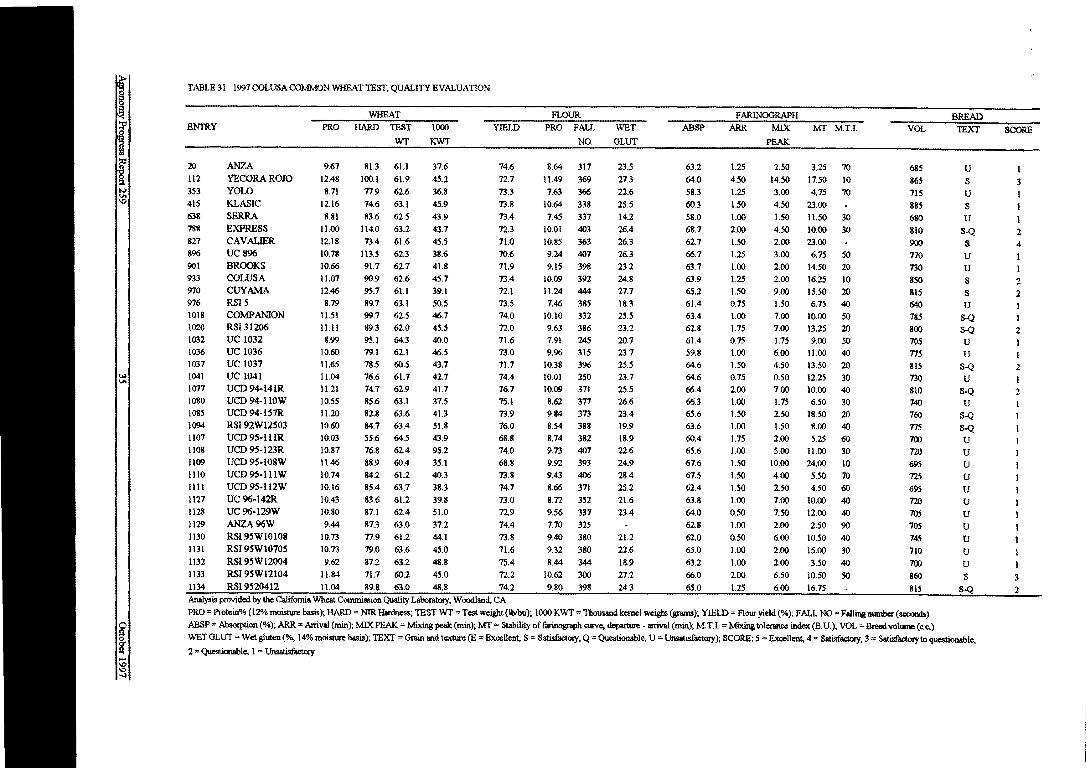 TABLE 31 1997 COLUSA COMMON WHEAT TEST, QUALITY EVALUATION
WHEAT FLOUR FARINOGRAPH BREAD
ENTRY PRO HARD TEST 1000 YIELD PRO FALL WET ABSP ARR MIX MT M.T.I. VOL TEXT SCORE
WT KWT NO. GLUT PEAK
20 ANZA 9.67 81.3 61.1 37.6 74.6 8.64 317 23.5 63.2 1.25 2.50 3.25 70 685 U 1
112 YECORA ROJO 12.48 100.1 61.9 45.2 72.7 11.49 369 27.3 64.0 4.50 14.50 17.50 10 865 S 3
353 YOLO 8.71 77.9 62.6 36.8 73.3 7.63 366 22.6 58.3 1.25 3.00 4.75 70 715 U 1
415 KLASIC 12.16 74.6 63.1 45.9 73.8 10.64 338 25.5 60.3 1.50 4.50 23.00 - 885 S 1
638 SERRA 8.81 83.6 62.5 43.9 73.4 7.45 337 14.2 58.0 1.00 1.50 11.50 30 680 U 1
788 EXPRESS 11.00 114.0 63.2 43.7 72.3 10.01 403 26.4 68.7 2.00 4.50 10.00 30 810 S-Q 2
827 CAVALIER 12.18 73.4 61.6 45.5 71.0 10.85 363 26.3 62.7 1.50 2.00 23.00 - 900 S 4
896 UC 896 10.78 113.5 62.3 38.6 70.6 9.24 407 26.3 66.7 1.25 3.00 6.75 50 770 U 1
901 BROOKS 10.66 91.7 62.7 41.8 71.9 9.15 398 23.2 63.7 1.00 2.00 14.50 20 730 U 1
933 COLUSA 11.07 90.9 62.6 45.7 73.4 10.09 392 24.8 63.9 1.25 2.00 16.25 10 850 S 2
970 CUYAMA 12.46 95.7 61.1 39.1 72.1 11.24 444 27.7 65.2 1.50 9.00 15.50 20 815 S 2
976 RSI 5 8.79 89.7 63.1 50.5 73.5 7.46 385 18.3 61.4 0.75 1.50 6.75 40 640 U 1
1018 COMPANION 11.51 99.7 62.5 46.7 74.0 10.10 332 25.5 63.4 1.00 7.00 10.00 50 785 S-Q 1
1020 RSI 31206 11.11 89.3 62.0 45.5 72.0 9.63 386 23.2 62.8 1.75 7.00 13.25 20 800 S-Q 2
1032 UC 1032 8.99 95.1 64.3 40.0 71.6 7.91 245 20.7 61.4 0.75 1.75 9.00 50 705 U 1
1036 UC 1036 10.60 79.1 62.1 46.5 73.0 9.96 315 23.7 59.8 1.00 6.00 11.00 40 775 U 1
1037 UC 1037 11.65 78.5 60.5 43.7 71.7 10.38 396 25.5 64.6 1.50 4.50 13.50 20 815 S-Q 2
1041 UC 1041 11.04 76.6 61.7 42.7 74.4 10.01 250 23.7 64.6 0.75 0.50 12.25 30 730 U 1
1077 UCD 94-141R 11.21 74.7 62.9 41.7 76.7 10.09 371 25.5 66.4 2.00 7.00 10.00 40 810 S-Q 2
1080 UCD 94-110W 10.55 85.6 63.1 37.5 75.1 8.62 377 26.6 66.3 1.00 1.75 6.50 30 740 U 1
1085 UCD 94-157R 11.20 82.8 63.6 41.3 73.9 9.84 373 23.4 65.6 1.50 2.50 18.50 20 760 S-Q 1
1094 RSI 92W12503 10.60 84.7 63.4 51.8 76.0 8.54 388 19.9 63.6 1.00 1.50 8.00 40 775 S-Q 1
1107 UCD 95-111R 10.03 55.6 64.5 43.9 68.8 8.74 382 18.9 60.4 1.75 2.00 5.25 60 700 U 1
1108 UCD 95-123R 10.87 76.8 62.4 95.2 74.0 9.73 407 22.6 65.6 1.00 5.00 11.00 30 720 U 1
1109 UCD 95-108W 11.46 88.9 60.4 35.1 68.8 9.92 393 24.9 67.6 1.50 10.00 24.00 10 695 U 1
1110 UCD 95-111W 10.74 84.2 61.2 40.3 73.8 9.43 406 28.4 67.5 1.50 4.00 5.50 70 725 U 1
1111 UCD 95-112W 10.16 85.4 63.7 38.3 74.7 8.66 371 25.2 62.4 1.50 2.50 4.50 60 695 U 1
1127 UC 96-142R 10.43 83.6 61.2 39.8 73.0 8.72 352 21.6 63.8 1.00 7.00 10.00 40 720 U 1
1128 UC 96-129W 10.80 87.1 62.4 51.0 72.9 9.56 337 23.4 64.0 0.50 7.50 12.00 40 705 U 1
1129 ANZA 96W 9.44 87.3 63.0 37.2 74.4 7.70 325 - 62.8 1.00 2.00 2.50 90 705 U 1
1130 RSI 95W10108 10.73 77.9 61.2 44.1 73.8 9.40 380 21.2 62.0 0.50 6.00 10.50 40 745 U 1
1131 RSI 95W10705 10.73 79.0 63.6 45.0 71.6 9.32 380 22.6 65.0 1.00 2.00 15.00 30 710 U 1
1132 RSI 95W12004 9.62 87.2 63.2 48.8 75.4 8.44 344 18.9 63.2 1.00 2.00 3.50 40 700 U 1
1133 RSI 95W12104 11.84 71.7 60.2 45.0 72.2 10.62 300 27.2 66.0 2.00 6.50 10.50 50 860 S 3
1134 RSI 9520412 11.04 89.8 63.0 48.8 74.2 9.80 398 24.3 65.0 1.25 6.00 16.75 - 815 S-Q 2
Analysis provided by the California Wheat Commission Quality Laboratory, Woodland, CA
PRO = Protein% (12% moisture basis); HARD = NIR Hardness; TEST WT = Test weight (lb/bu); 1000 KWT = Thousand kernel weight (grams); YIELD = Flour yield (%); FALL NO = Falling number (seconds)
ABSP = Absorption (%); ARR = Arrival (min); MIX PEAK = Mixing peak (min); MT = Stability of farinograph curve, departure - arrival (min); M.T.I. = Mixing tolerance index (B.U.), VOL = Bread volume (c.c.)
WET GLUT = Wet gluten (%, 14% moisture basis); TEXT = Grain and texture (E = Excellent, S = Satisfactory, Q = Questionable, U = Unsatisfactory); SCORE: 5 = Excellent, 4 = Satisfactory, 3 = Satisfactory to questionable,
2 = Questionable, 1 = Unsatisfactory
Agronomy Progress Report 259
35
October 1997